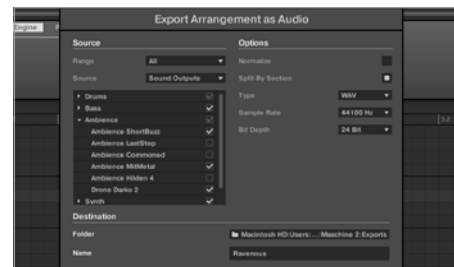 Engine
Export Arrangement as Audio
Source
Options
Range All
Normalize
Source Sound Outputs
Split By Section
Drums
Type WAV
Bass
Ambience
Sample Rate 44100 Hz
Ambience ShortBuzz
Bit Depth 24 Bit
Ambience LastStop
Ambience Commoned
Ambience MitMetal
Ambience Hilden 4
Drone Darko 2
Synth
Destination
Folder Macintosh HD:Users:... :Maschine 2:Exports
Name Ravenous